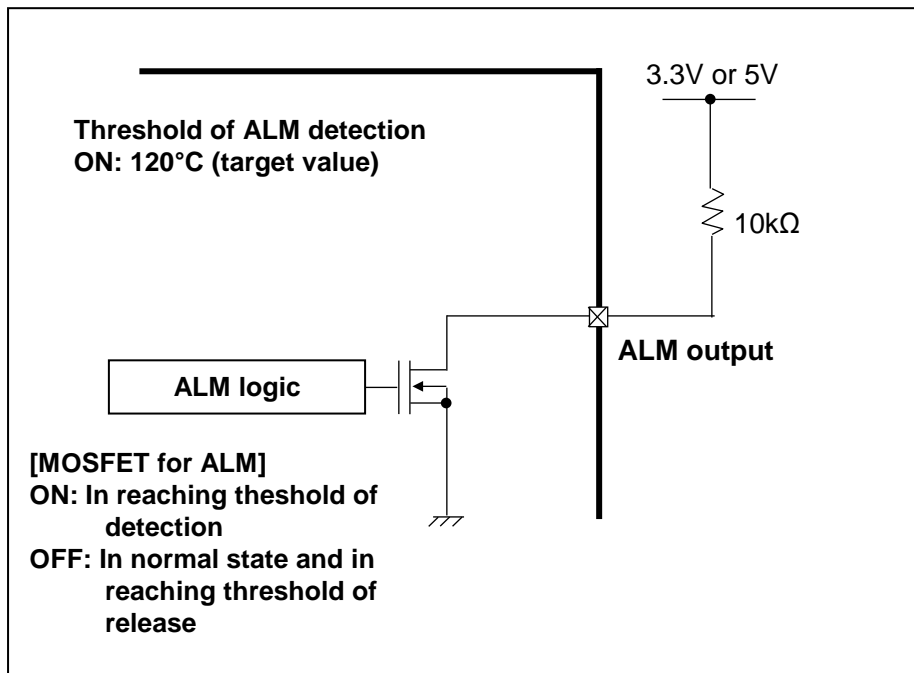 3.3V or 5V
Threshold of ALM detection
ON: 120°C (target value)
10kΩ
ALM output
ALM logic
[MOSFET for ALM]
ON: In reaching theshold of
detection
OFF: In normal state and in
reaching threshold of
release